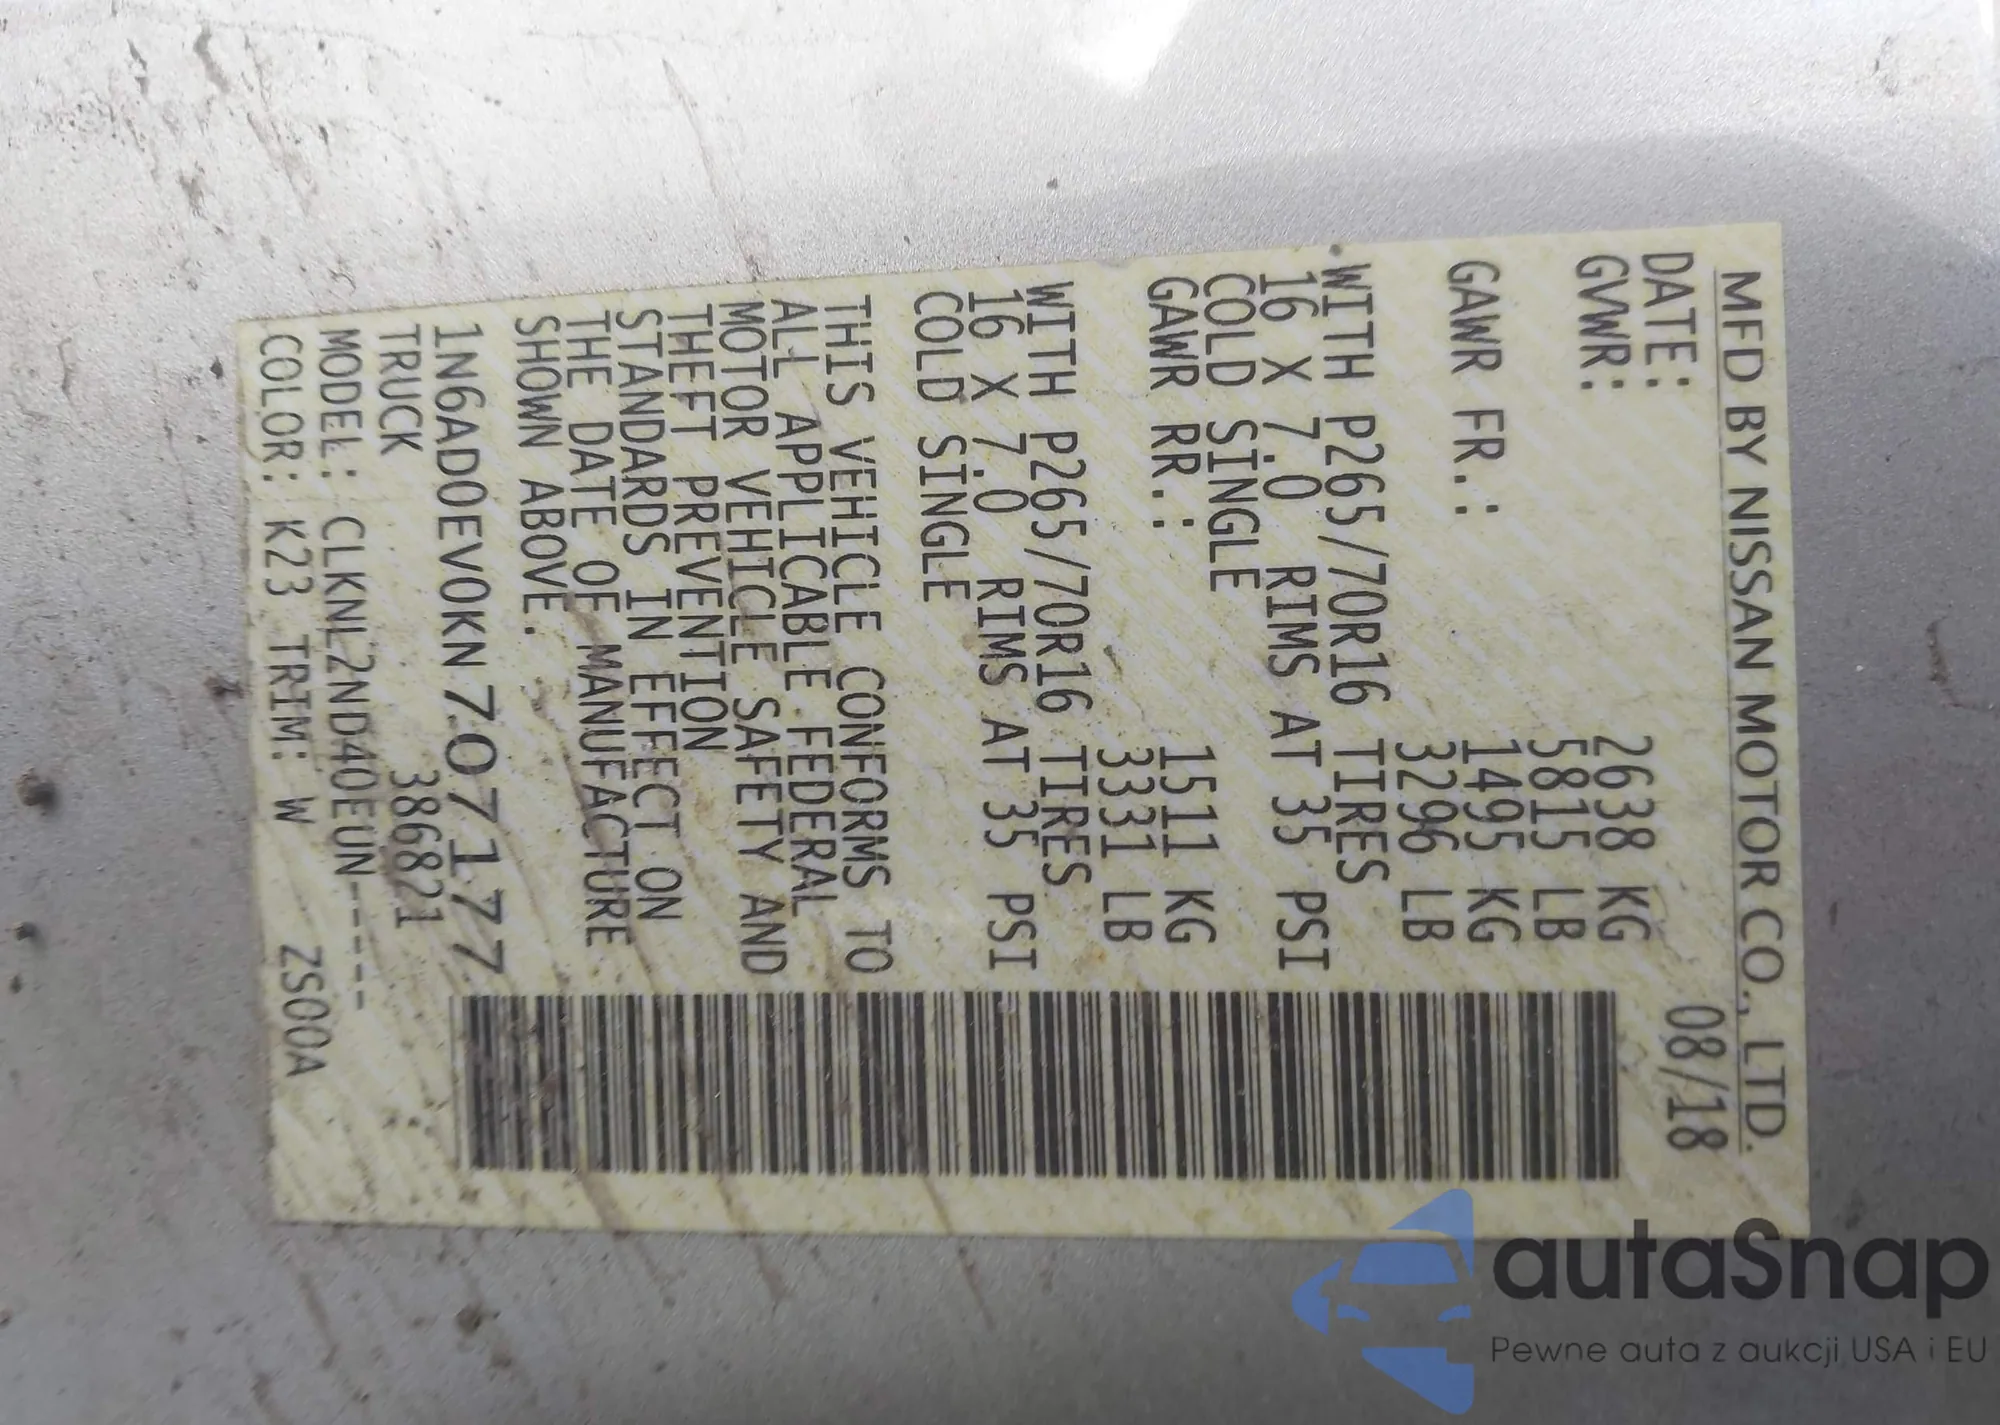 MFD BY NISSAN MOTOR CO., LTD.
DATE: 08/18
GVWR: 2638 KG
5815 LB
GAWR FR.: 1495 KG
3296 LB
WITH P265/70R16 TIRES
16 X 7.0 RIMS AT 35 PSI
COLD SINGLE
GAWR RR.: 1511 KG
3331 LB
WITH P265/70R16 TIRES
16 X 7.0 RIMS AT 35 PSI
COLD SINGLE
THIS VEHICLE CONFORMS TO
ALL APPLICABLE FEDERAL
MOTOR VEHICLE SAFETY AND
THEFT PREVENTION
STANDARDS IN EFFECT ON
THE DATE OF MANUFACTURE
SHOWN ABOVE.
1N6AD0EV0KN707177
TRUCK 386821
MODEL: CLKNL2ND40EUN-----
COLOR: K23 TRIM: W ZS00A
autaSnap
Pewne auta z aukcji USA i EU